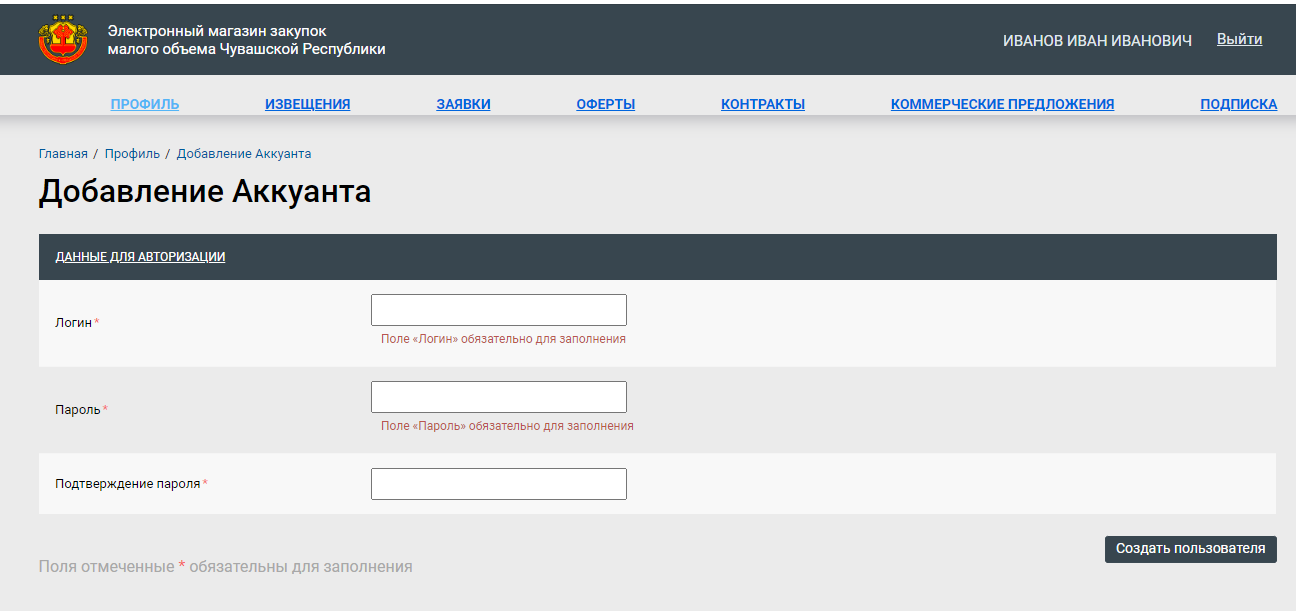 Электронный магазин закупок
малого объема Чувашской Республики
ИВАНОВ ИВАН ИВАНОВИЧ Выйти
ПРОФИЛЬ ИЗВЕЩЕНИЯ ЗАЯВКИ ОФЕРТЫ КОНТРАКТЫ КОММЕРЧЕСКИЕ ПРЕДЛОЖЕНИЯ ПОДПИСКА
Главная / Профиль / Добавление Аккуанта
Добавление Аккуанта
ДАННЫЕ ДЛЯ АВТОРИЗАЦИИ
Логин *
Поле «Логин» обязательно для заполнения
Пароль *
Поле «Пароль» обязательно для заполнения
Подтверждение пароля *
Создать пользователя
Поля отмеченные * обязательны для заполнения